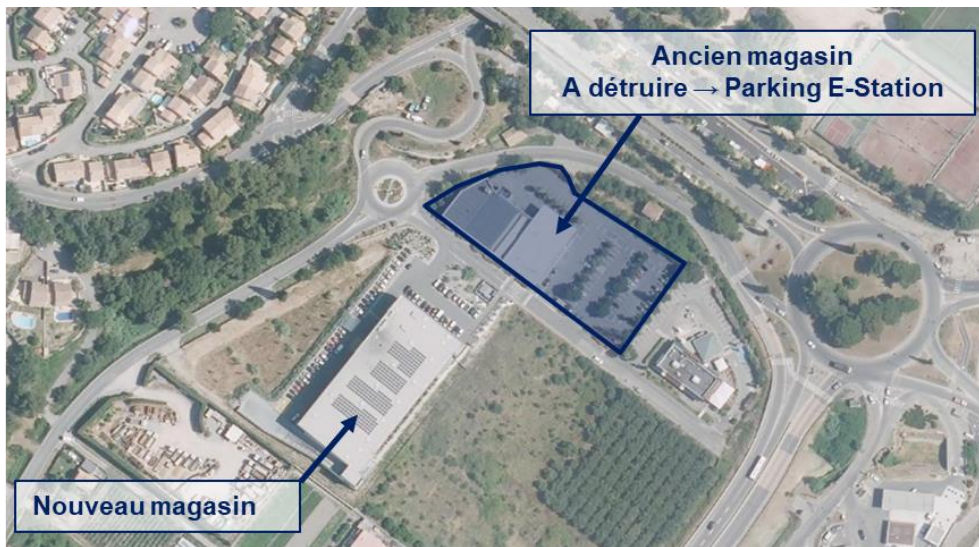 Ancien magasin
A détruire → Parking E-Station
Nouveau magasin